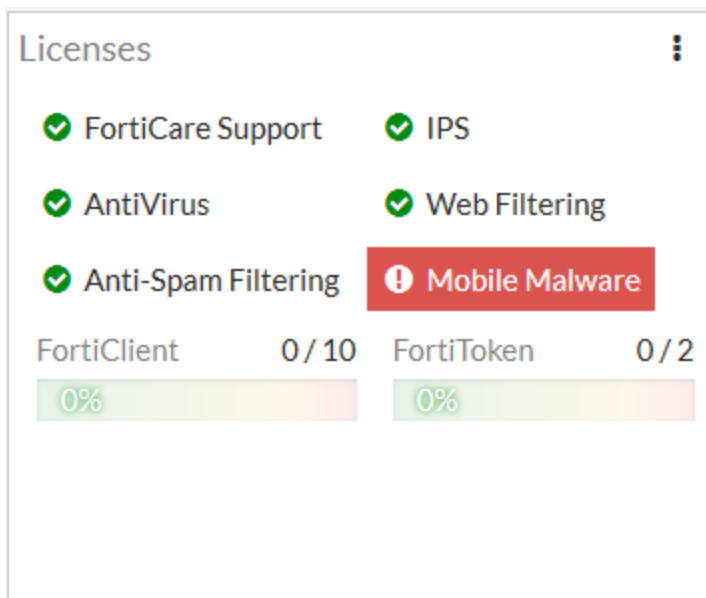 Licenses
FortiCare Support
IPS
AntiVirus
Web Filtering
Anti-Spam Filtering
Mobile Malware
FortiClient 0 / 10
FortiToken 0 / 2
0%
0%